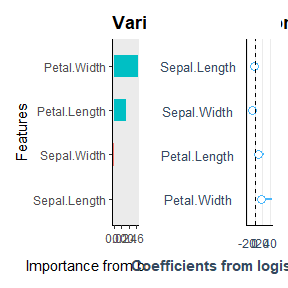 Vari
or
Petal.Width
Petal.Length
Sepal.Width
Sepal.Length
Features
Importance from
Sepal.Length
Sepal.Width
Petal.Length
Petal.Width
Coefficients from logis